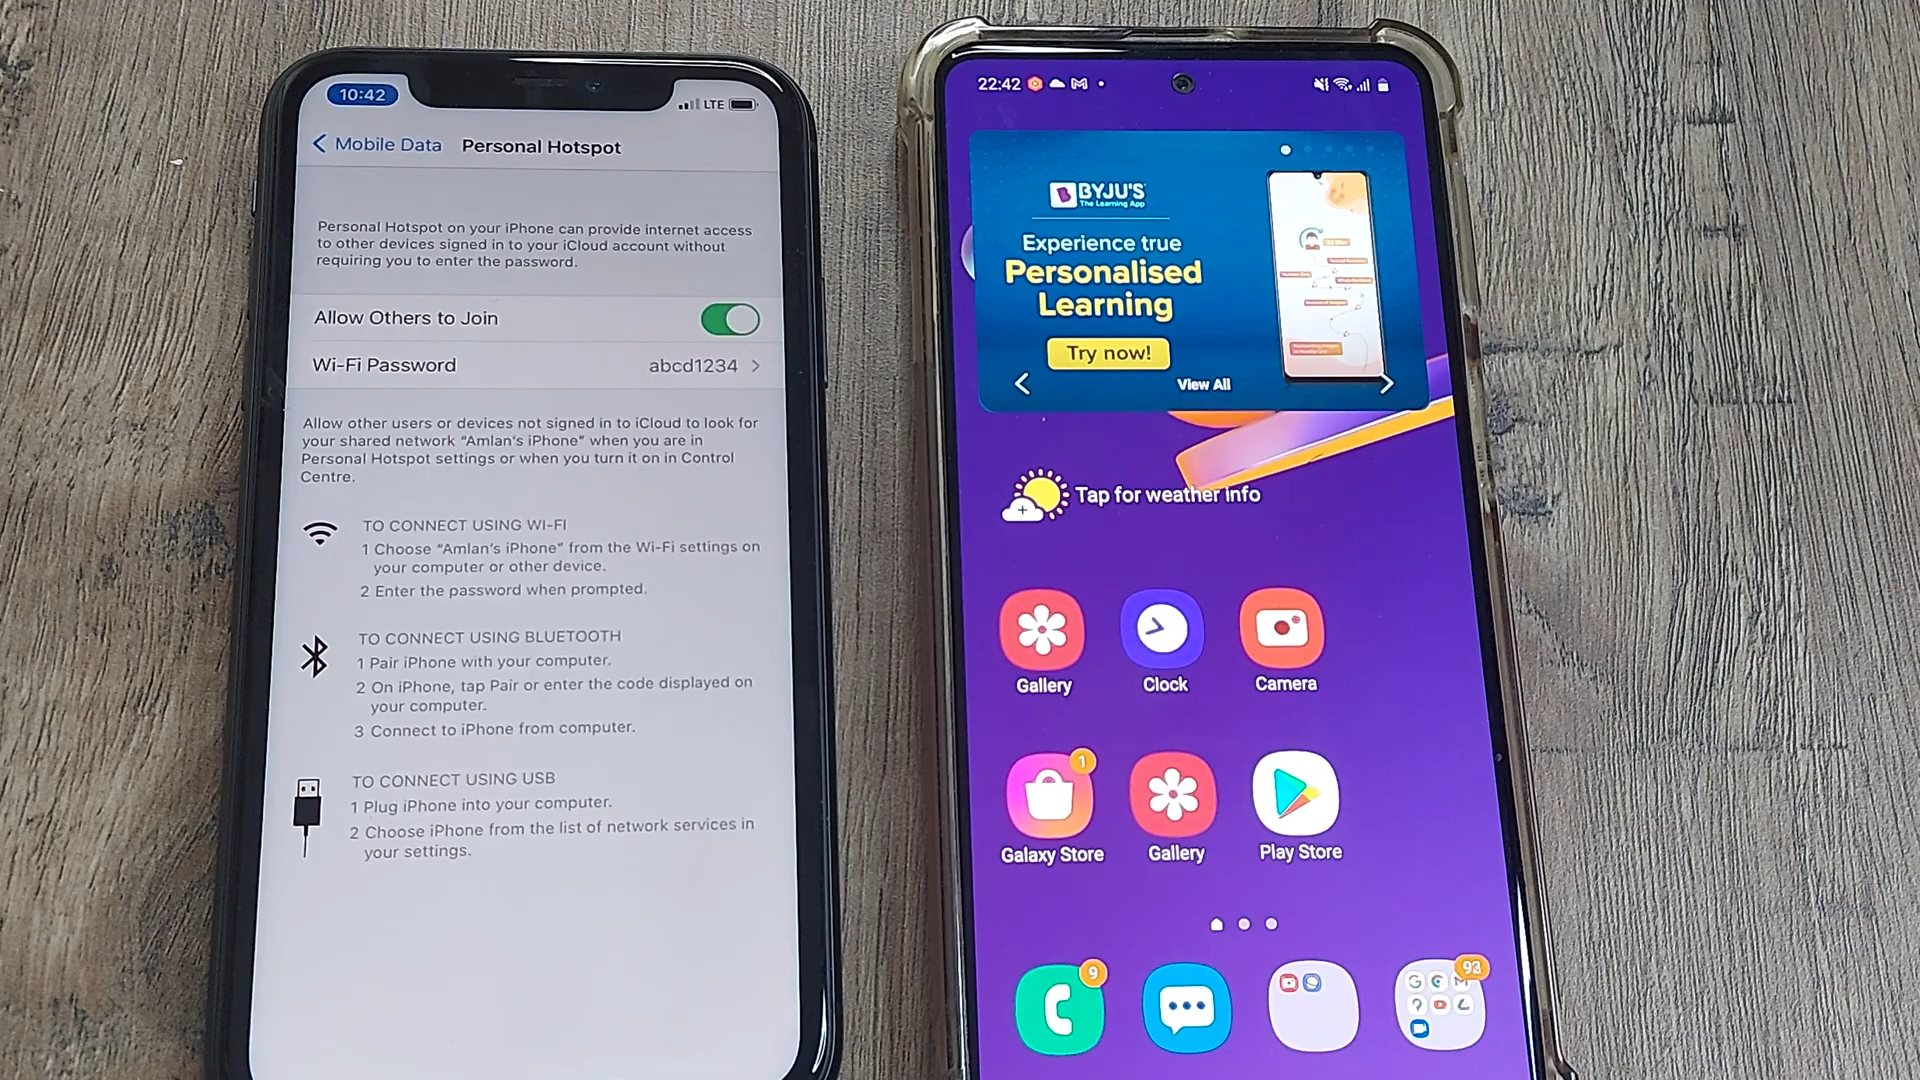 10:42
LTE
Mobile Data
Personal Hotspot
Personal Hotspot on your iPhone can provide internet access
to other devices signed in to your iCloud account without
requiring you to enter the password.
Allow Others to Join
Wi-Fi Password
abcd1234
Allow other users or devices not signed in to iCloud to look for
your shared network “Amlan's iPhone” when you are in
Personal Hotspot settings or when you turn it on in Control
Centre.
TO CONNECT USING WI-FI
1 Choose “Amlan's iPhone” from the Wi-Fi settings on
your computer or other device.
2 Enter the password when prompted.
TO CONNECT USING BLUETOOTH
1 Pair iPhone with your computer.
2 On iPhone, tap Pair or enter the code displayed on
your computer.
3 Connect to iPhone from computer.
TO CONNECT USING USB
1 Plug iPhone into your computer.
2 Choose iPhone from the list of network services in
your settings.
22:42
BYJU'S
The Learning App
Experience true
Personalised
Learning
Try now!
View All
Tap for weather info
Gallery
Clock
Camera
1
Galaxy Store
Gallery
Play Store
9
93